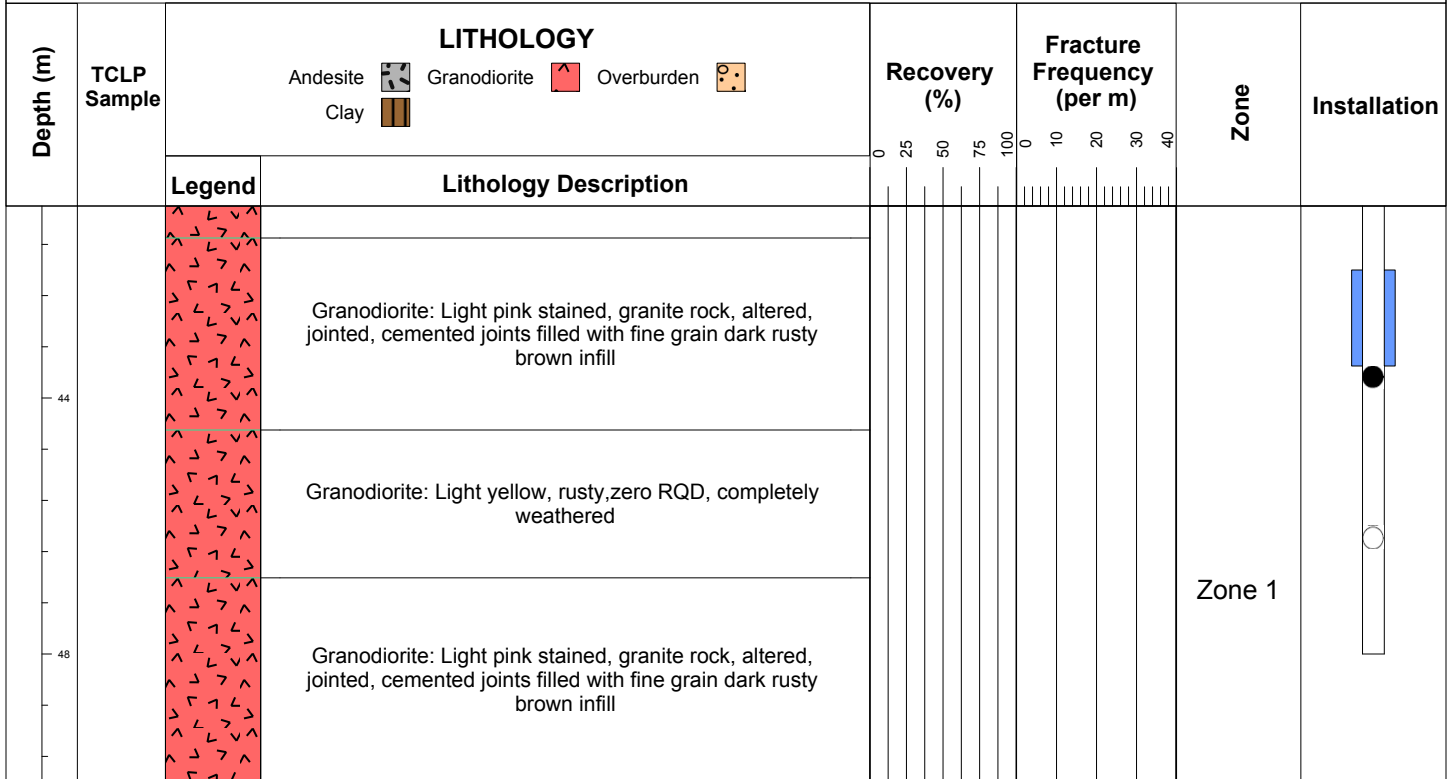 Depth (m)
TCLP
Sample
LITHOLOGY
Andesite Granodiorite Overburden
Clay
Legend
Lithology Description
Recovery
(%)
0 25 50 75 100
Fracture
Frequency
(per m)
0 10 20 30 40
Zone
Installation
Granodiorite: Light pink stained, granite rock, altered,
jointed, cemented joints filled with fine grain dark rusty
brown infill
44
Granodiorite: Light yellow, rusty,zero RQD, completely
weathered
Zone 1
48
Granodiorite: Light pink stained, granite rock, altered,
jointed, cemented joints filled with fine grain dark rusty
brown infill